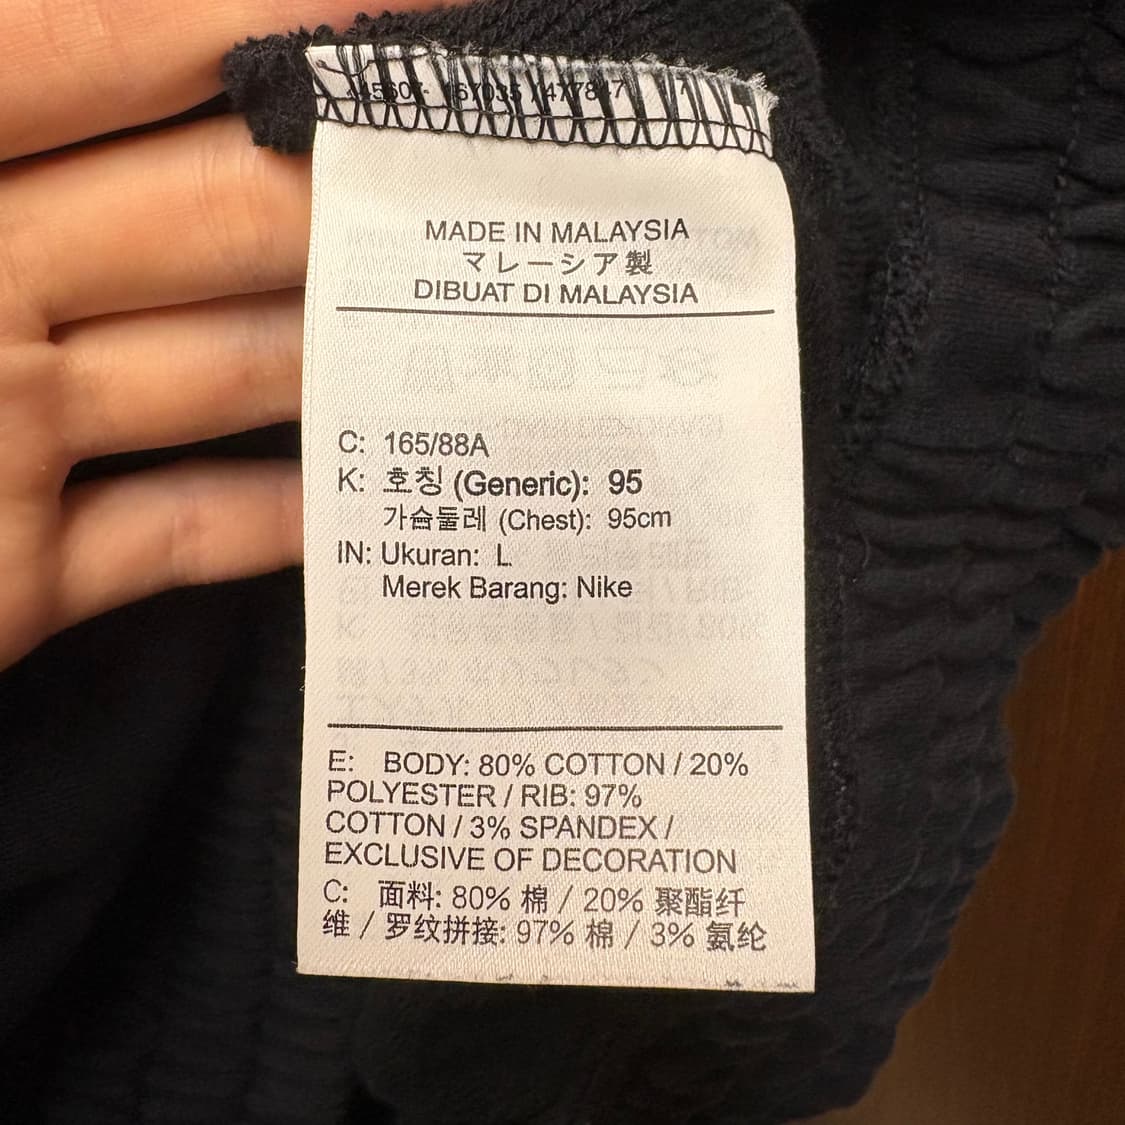 MADE IN MALAYSIA
マレーシア製
DIBUAT DI MALAYSIA
C: 165/88A
K: 호칭 (Generic): 95
가슴둘레 (Chest): 95cm
IN: Ukuran: L
Merek Barang: Nike
E: BODY: 80% COTTON / 20%
POLYESTER / RIB: 97%
COTTON / 3% SPANDEX /
EXCLUSIVE OF DECORATION
C: 面料: 80% 棉 / 20% 聚酯纤
维 / 罗纹拼接: 97% 棉 / 3% 氨纶